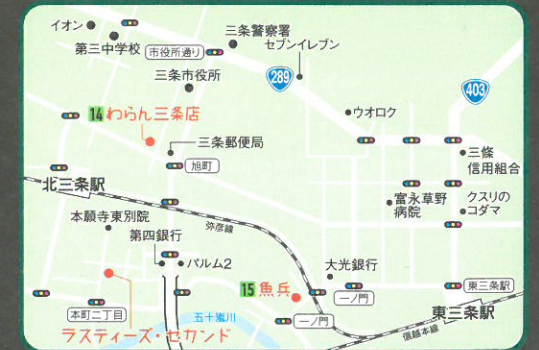 イオン
第三中学校
市役所通り
三条警察署
セブンイレブン
289
403
三条市役所
ウオロク
14 わらん三条店
三条郵便局
旭町
三條
信用組合
北三条駅
富永草野
病院
クスリの
コダマ
本願寺東別院
弥彦線
第四銀行
パルム2
大光銀行
15 魚兵
一ノ門
東三条駅
本町二丁目
五十嵐川
一ノ門
東三条駅
ラスティーズ・セカンド
信越本線